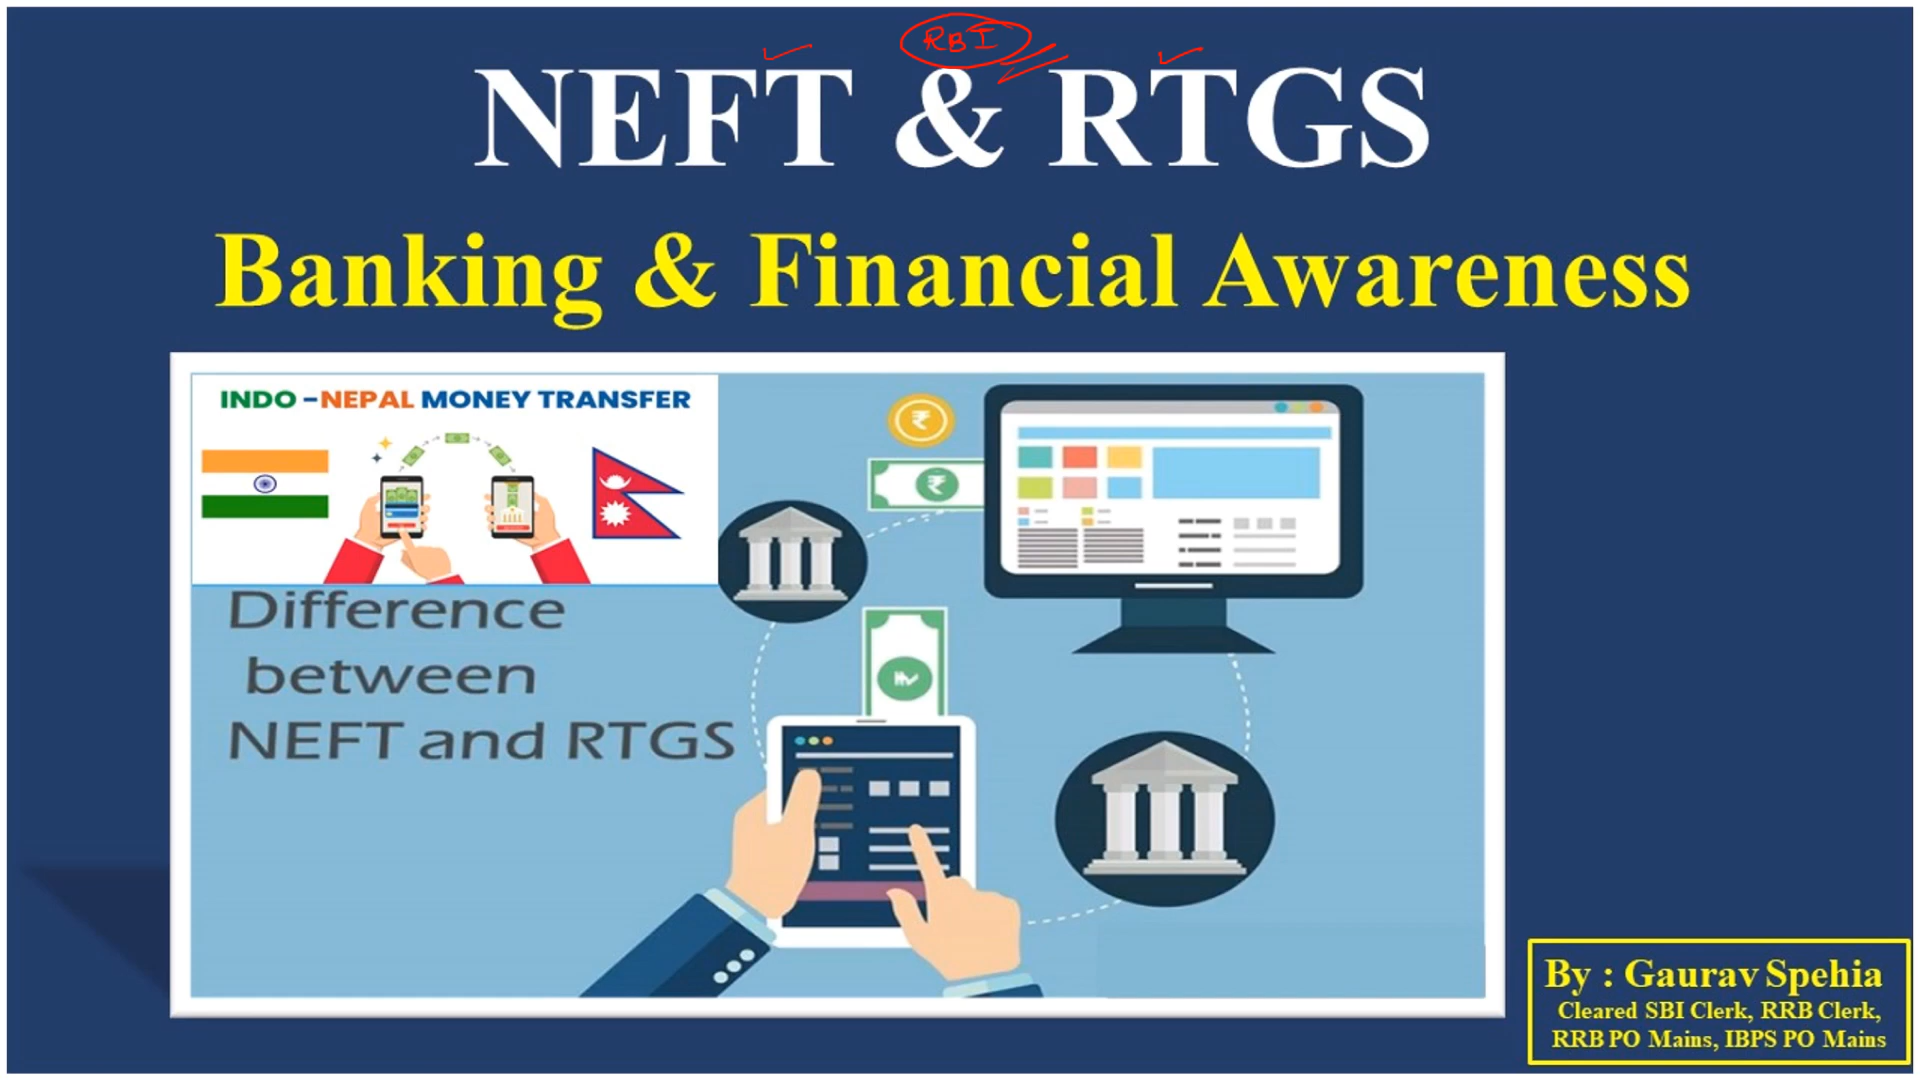 RBI
NEFT & RTGS
Banking & Financial Awareness
INDO -NEPAL MONEY TRANSFER
Difference
between
NEFT and RTGS
By : Gaurav Spehia
Cleared SBI Clerk, RRB Clerk,
RRB PO Mains, IBPS PO Mains